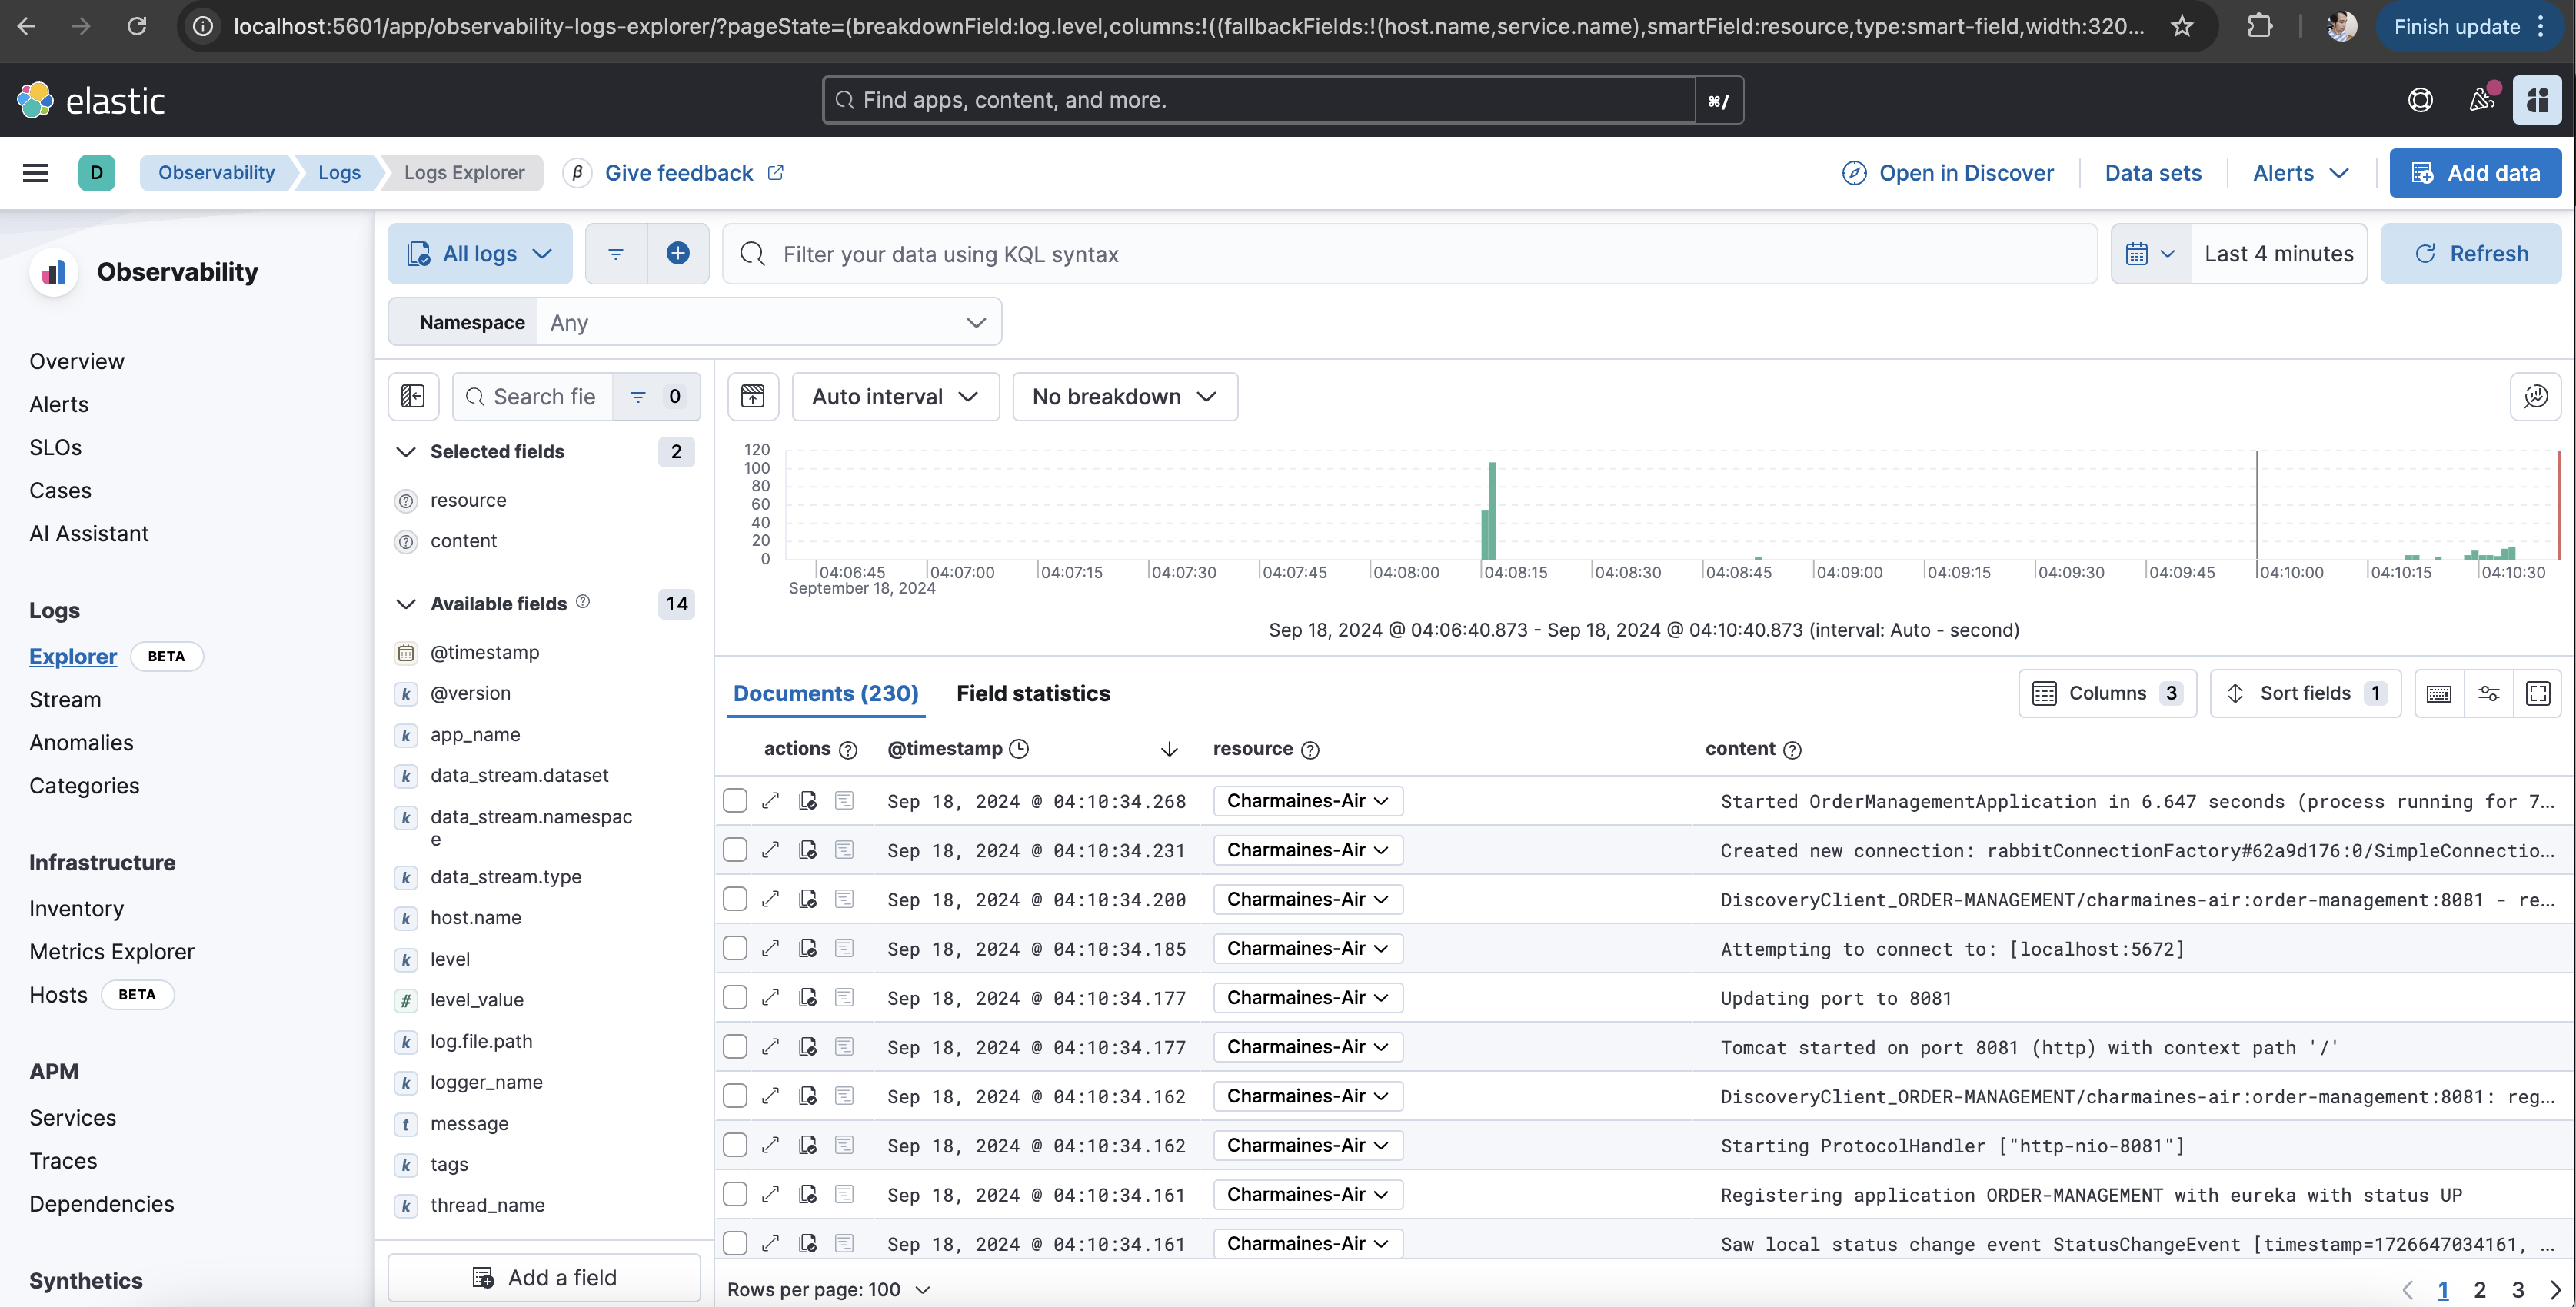 localhost:5601/app/observability-logs-explorer/?pageState=(breakdownField:log.level,columns:!((fallbackFields:!(host.name,service.name),smartField:resource,type:smart-field,width:320...
Finish update
elastic
Find apps, content, and more.
⌘/
D
Observability
Logs
Logs Explorer
β
Give feedback
Open in Discover
Data sets
Alerts
Add data
Observability
Overview
Alerts
SLOs
Cases
AI Assistant
Logs
Explorer BETA
Stream
Anomalies
Categories
Infrastructure
Inventory
Metrics Explorer
Hosts BETA
APM
Services
Traces
Dependencies
Synthetics
All logs
Filter your data using KQL syntax
Last 4 minutes
Refresh
Namespace Any
Search fie 0
Selected fields 2
resource
content
Available fields 14
@timestamp
k @version
k app_name
k data_stream.dataset
k data_stream.namespac
e
k data_stream.type
k host.name
k level
# level_value
k log.file.path
k logger_name
t message
k tags
k thread_name
Add a field
Auto interval
No breakdown
120
100
80
60
40
20
0
04:06:45 04:07:00 04:07:15 04:07:30 04:07:45 04:08:00 04:08:15 04:08:30 04:08:45 04:09:00 04:09:15 04:09:30 04:09:45 04:10:00 04:10:15 04:10:30
September 18, 2024
Sep 18, 2024 @ 04:06:40.873 - Sep 18, 2024 @ 04:10:40.873 (interval: Auto - second)
Documents (230) Field statistics
Columns 3 Sort fields 1
actions @timestamp resource content
Sep 18, 2024 @ 04:10:34.268 Charmaines-Air Started OrderManagementApplication in 6.647 seconds (process running for 7...
Sep 18, 2024 @ 04:10:34.231 Charmaines-Air Created new connection: rabbitConnectionFactory#62a9d176:0/SimpleConnectio...
Sep 18, 2024 @ 04:10:34.200 Charmaines-Air DiscoveryClient_ORDER-MANAGEMENT/charmaines-air:order-management:8081 - re...
Sep 18, 2024 @ 04:10:34.185 Charmaines-Air Attempting to connect to: [localhost:5672]
Sep 18, 2024 @ 04:10:34.177 Charmaines-Air Updating port to 8081
Sep 18, 2024 @ 04:10:34.177 Charmaines-Air Tomcat started on port 8081 (http) with context path '/'
Sep 18, 2024 @ 04:10:34.162 Charmaines-Air DiscoveryClient_ORDER-MANAGEMENT/charmaines-air:order-management:8081: reg...
Sep 18, 2024 @ 04:10:34.162 Charmaines-Air Starting ProtocolHandler ["http-nio-8081"]
Sep 18, 2024 @ 04:10:34.161 Charmaines-Air Registering application ORDER-MANAGEMENT with eureka with status UP
Sep 18, 2024 @ 04:10:34.161 Charmaines-Air Saw local status change event StatusChangeEvent [timestamp=1726647034161, ...
Rows per page: 100
1 2 3